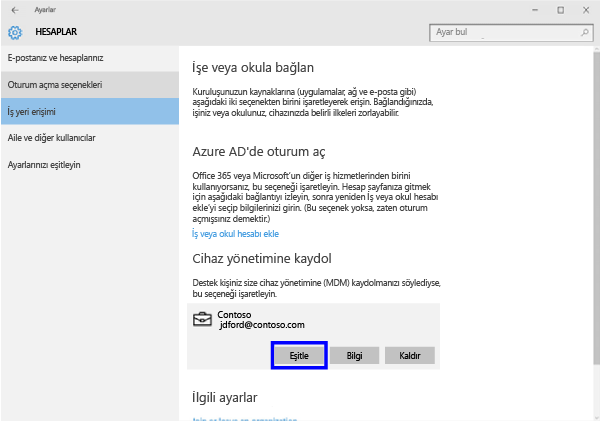 Ayarlar
HESAPLAR
Ayar bul
E-postanız ve hesaplarınız
Oturum açma seçenekleri
İş yeri erişimi
Aile ve diğer kullanıcılar
Ayarlarınızı eşitleyin
İşe veya okula bağlan
Kuruluşunuzun kaynaklarına (uygulamalar, ağ ve e-posta gibi)
aşağıdaki iki seçenekten birini işaretleyerek erişin. Bağlandığınızda,
işiniz veya okulunuz, cihazınızda belirli ilkeleri zorlayabilir.
Azure AD'de oturum aç
Office 365 veya Microsoft'un diğer iş hizmetlerinden birini
kullanıyorsanız, bu seçeneği işaretleyin. Hesap sayfanıza gitmek
için aşağıdaki bağlantıyı izleyin, sonra yeniden İş veya okul hesabı
ekle'yi seçip bilgilerinizi girin. (Bu seçenek yoksa, zaten oturum
açmışsınız demektir.)
İş veya okul hesabı ekle
Cihaz yönetimine kaydol
Destek kişiniz size cihaz yönetimine (MDM) kaydolmanızı söylediyse,
bu seçeneği işaretleyin.
Contoso
jdford@contoso.com
Eşitle Bilgi Kaldır
İlgili ayarlar